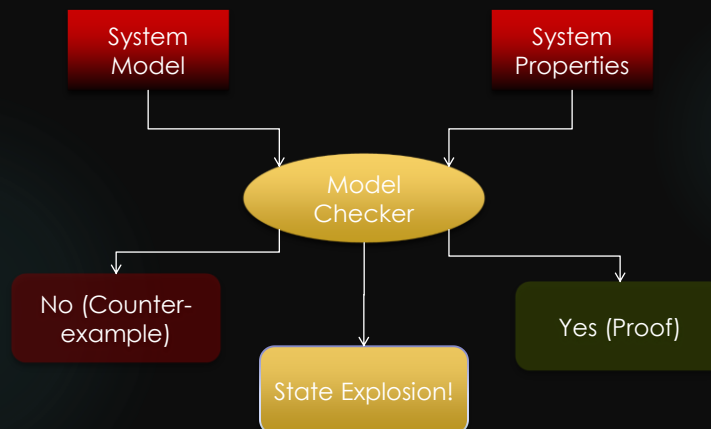 System
Model
System
Properties
Model
Checker
No (Counter-
example)
Yes (Proof)
State Explosion!